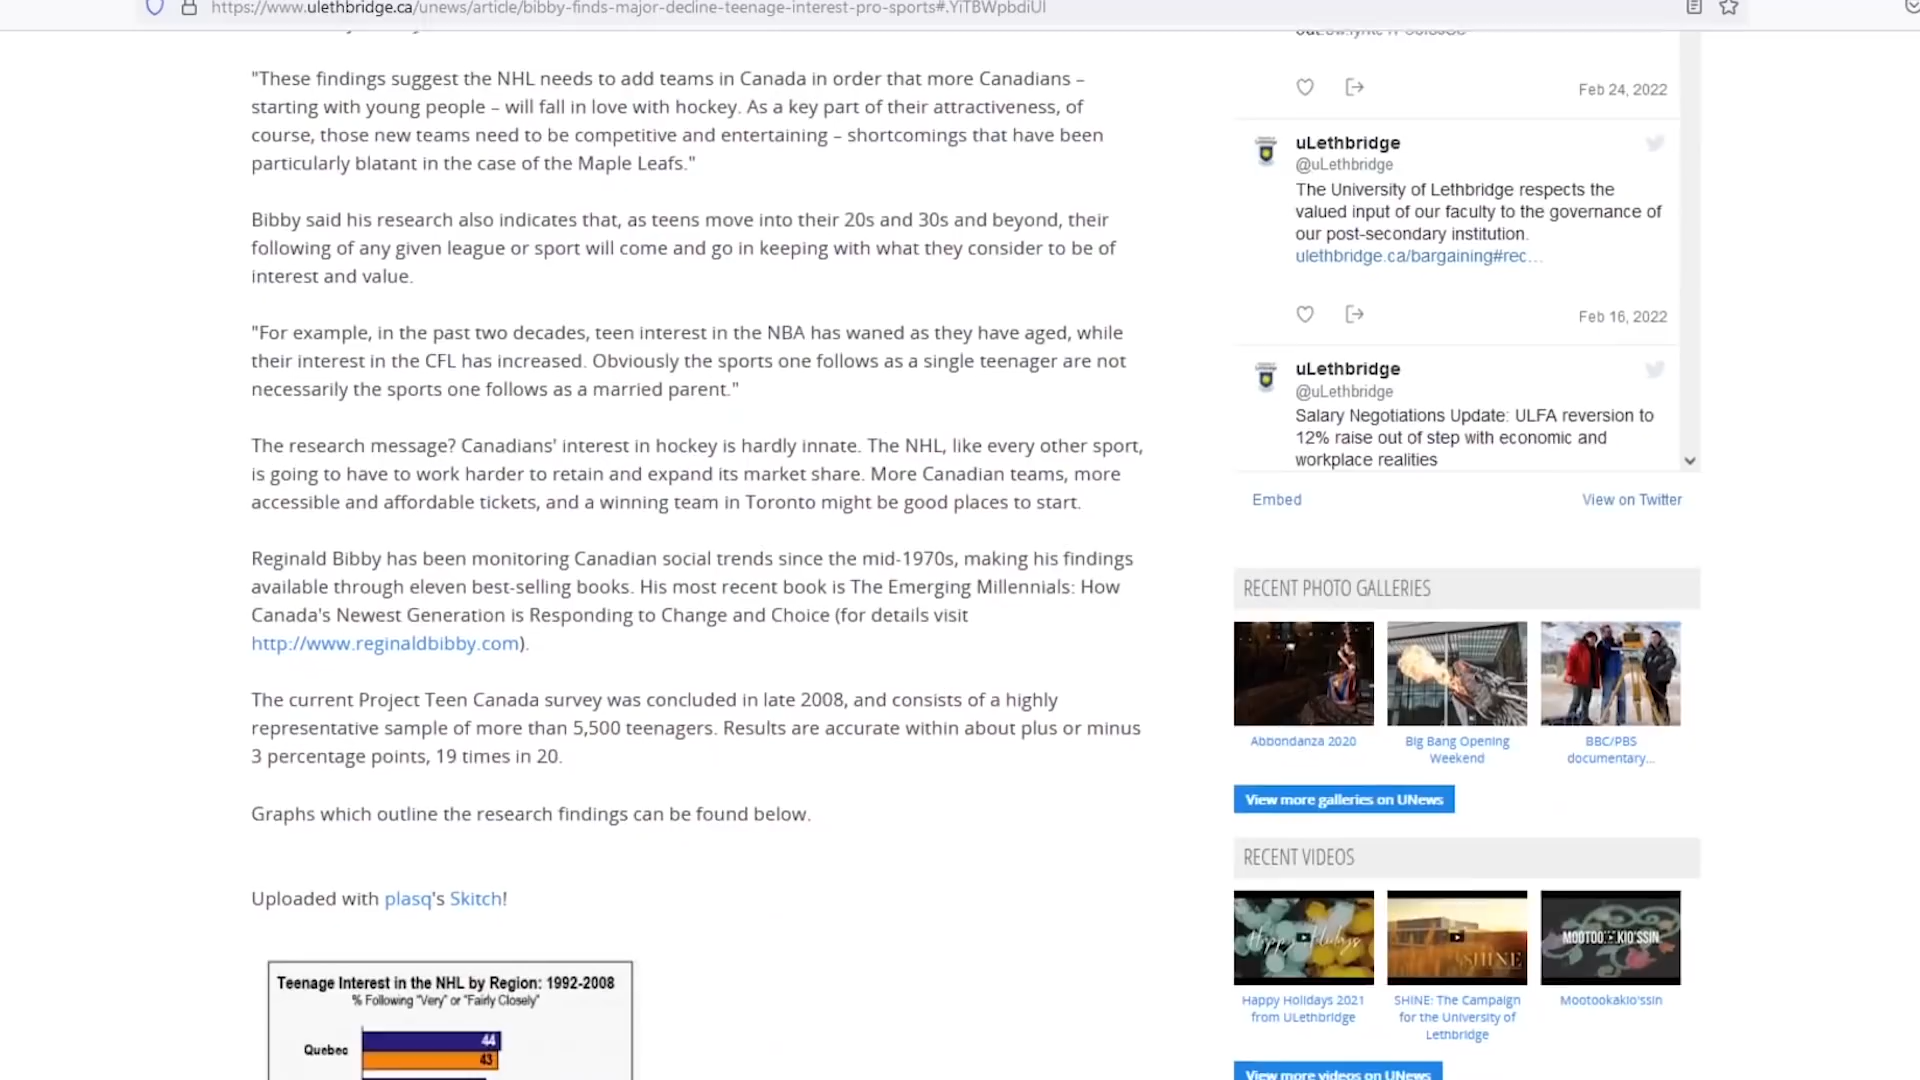 https://www.ulethbridge.ca/unews/article/bibby-finds-major-decline-teenage-interest-pro-sports#.YiTBWpbdiUI
"These findings suggest the NHL needs to add teams in Canada in order that more Canadians –
starting with young people – will fall in love with hockey. As a key part of their attractiveness, of
course, those new teams need to be competitive and entertaining – shortcomings that have been
particularly blatant in the case of the Maple Leafs."
Bibby said his research also indicates that, as teens move into their 20s and 30s and beyond, their
following of any given league or sport will come and go in keeping with what they consider to be of
interest and value.
"For example, in the past two decades, teen interest in the NBA has waned as they have aged, while
their interest in the CFL has increased. Obviously the sports one follows as a single teenager are not
necessarily the sports one follows as a married parent."
The research message? Canadians' interest in hockey is hardly innate. The NHL, like every other sport,
is going to have to work harder to retain and expand its market share. More Canadian teams, more
accessible and affordable tickets, and a winning team in Toronto might be good places to start.
Reginald Bibby has been monitoring Canadian social trends since the mid-1970s, making his findings
available through eleven best-selling books. His most recent book is The Emerging Millennials: How
Canada's Newest Generation is Responding to Change and Choice (for details visit
http://www.reginaldbibby.com).
The current Project Teen Canada survey was concluded in late 2008, and consists of a highly
representative sample of more than 5,500 teenagers. Results are accurate within about plus or minus
3 percentage points, 19 times in 20.
Graphs which outline the research findings can be found below.
Uploaded with plasq's Skitch!
Teenage Interest in the NHL by Region: 1992-2008
% Following "Very" or "Fairly Closely"
Quebec
44
43
Feb 24, 2022
uLethbridge
@uLethbridge
The University of Lethbridge respects the
valued input of our faculty to the governance of
our post-secondary institution.
ulethbridge.ca/bargaining#rec…
Feb 16, 2022
uLethbridge
@uLethbridge
Salary Negotiations Update: ULFA reversion to
12% raise out of step with economic and
workplace realities
Embed
View on Twitter
RECENT PHOTO GALLERIES
Abbondanza 2020
Big Bang Opening
Weekend
BBC/PBS
documentary...
View more galleries on UNews
RECENT VIDEOS
Happy Holidays
SHINE
MOOTOOKAKIO'SSIN
Happy Holidays 2021
from ULethbridge
SHINE: The Campaign
for the University of
Lethbridge
Mootookakio'ssin
View more videos on UNews